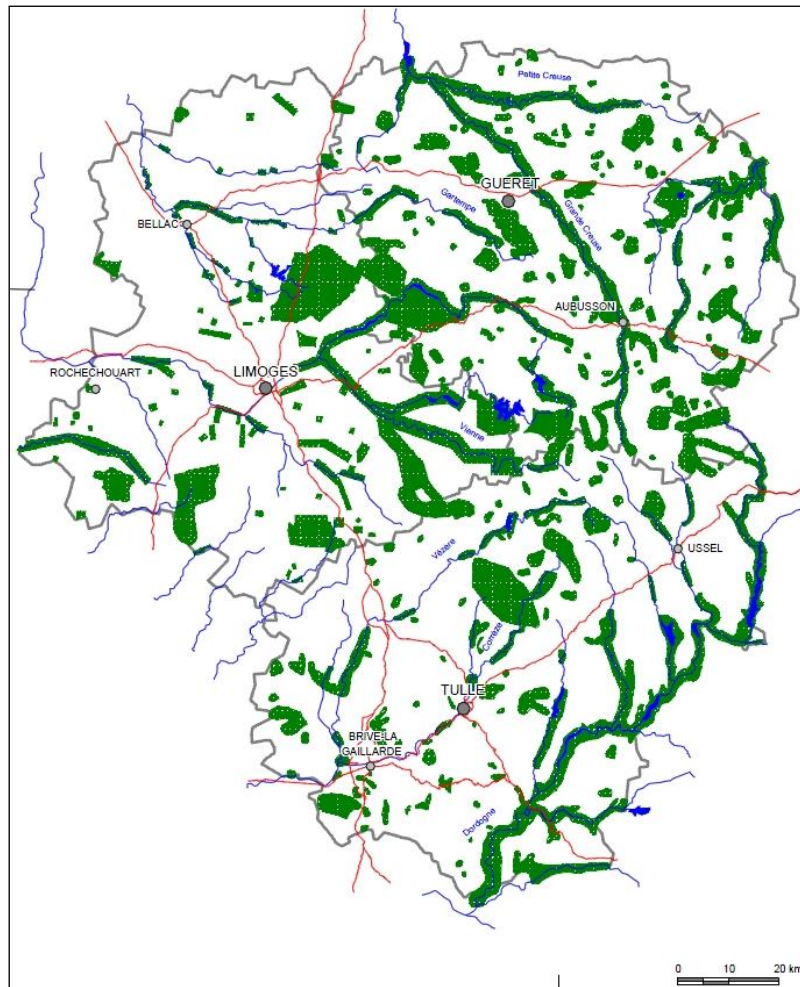 Petite Creuse
GUERET
Gartempe
Grande Creuse
BELLAC
AUBUSSON
ROCHECHOUART
LIMOGES
Vienne
Vézère
USSEL
Corrèze
TULLE
BRIVE-LA
GAILLARDE
Dordogne
0 10 20 km